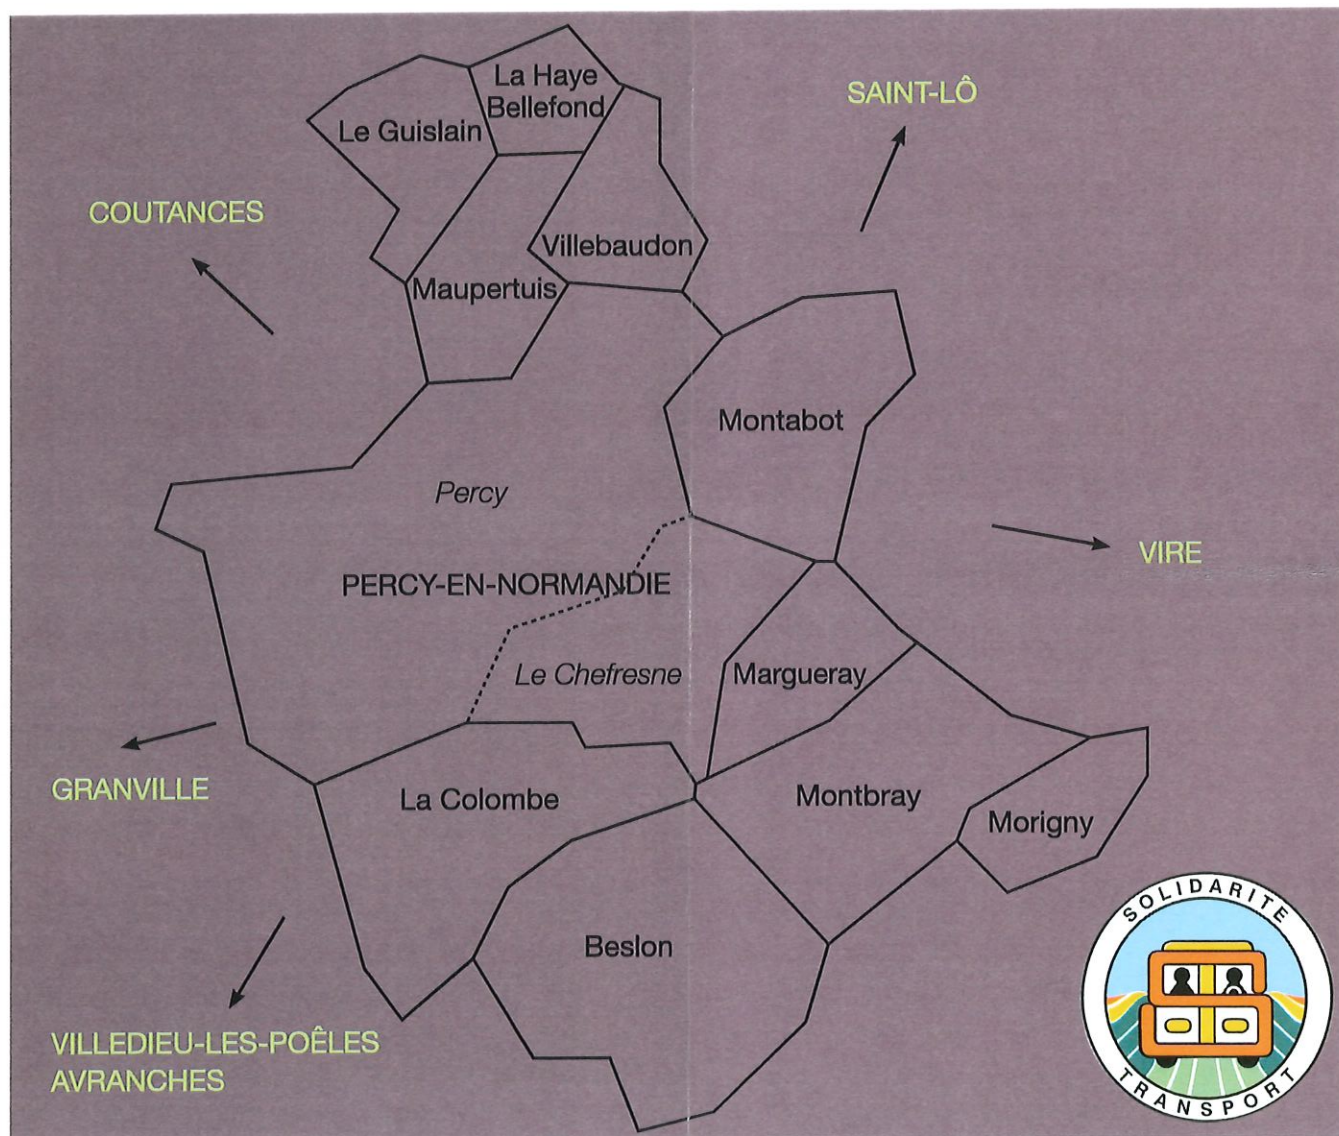 La Haye
Bellefond
SAINT-LÔ
Le Guislain
COUTANCES
Villebaudon
Maupertuis
Montabot
Percy
VIRE
PERCY-EN-NORMANDIE
Le Chefresne
Margueray
GRANVILLE
La Colombe
Montbray
Morigny
Beslon
VILLEDIEU-LES-POÊLES
AVRANCHES
SOLIDARITE
TRANSPORT